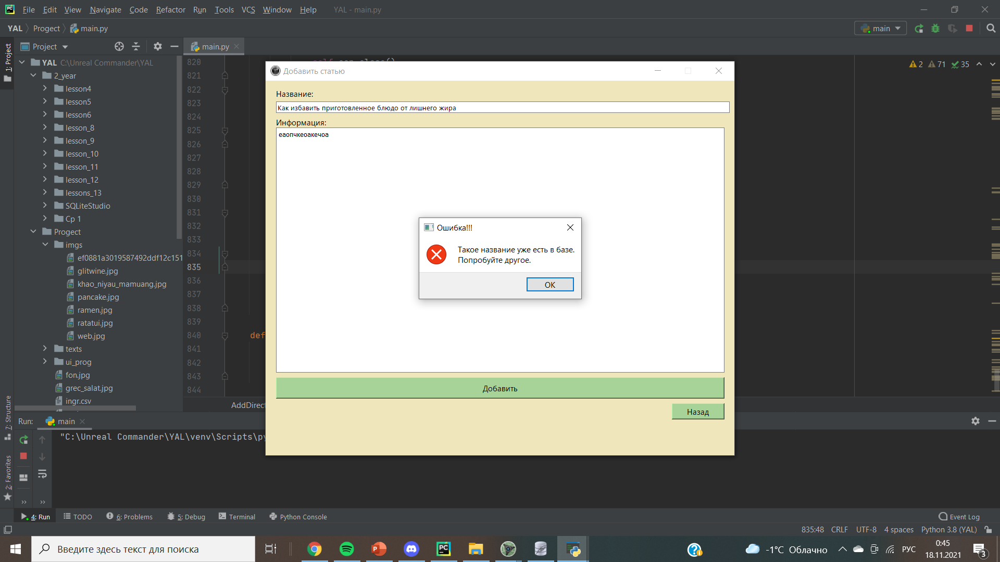 File Edit View Navigate Code Refactor Run Tools VCS Window Help YAL - main.py
YAL Progect main.py
main
1: Project
Project
main.py
YAL C:\Unreal Commander\YAL
2_year
lesson4
lesson5
lesson6
lesson_8
lesson_9
lesson_10
lesson_11
lesson_12
lessons_13
SQLiteStudio
Cp 1
Progect
imgs
ef0881a3019587492ddf12c151
glitwine.jpg
khao_niyau_mamuang.jpg
pancake.jpg
ramen.jpg
ratatui.jpg
web.jpg
texts
ui_prog
fon.jpg
grec_salat.jpg
ingr.csv
820
821
822
823
824
825
826
827
828
829
830
831
832
833
834
835
836
837
838
839
840 def
841
842
843
844
2 71 35
AddDirect
Добавить статью
Название:
Как избавить приготовленное блюдо от лишнего жира
Информация:
еаопчкеоакечоа
Ошибка!!!
Такое название уже есть в базе.
Попробуйте другое.
OK
Добавить
Назад
7: Structure
2: Favorites
Run: main
"C:\Unreal Commander\YAL\venv\Scripts\py
4: Run TODO 6: Problems 5: Debug Terminal Python Console Event Log
835:48 CRLF UTF-8 4 spaces Python 3.8 (YAL)
Введите здесь текст для поиска
-1°C Облачно
РУС
0:45
18.11.2021
3